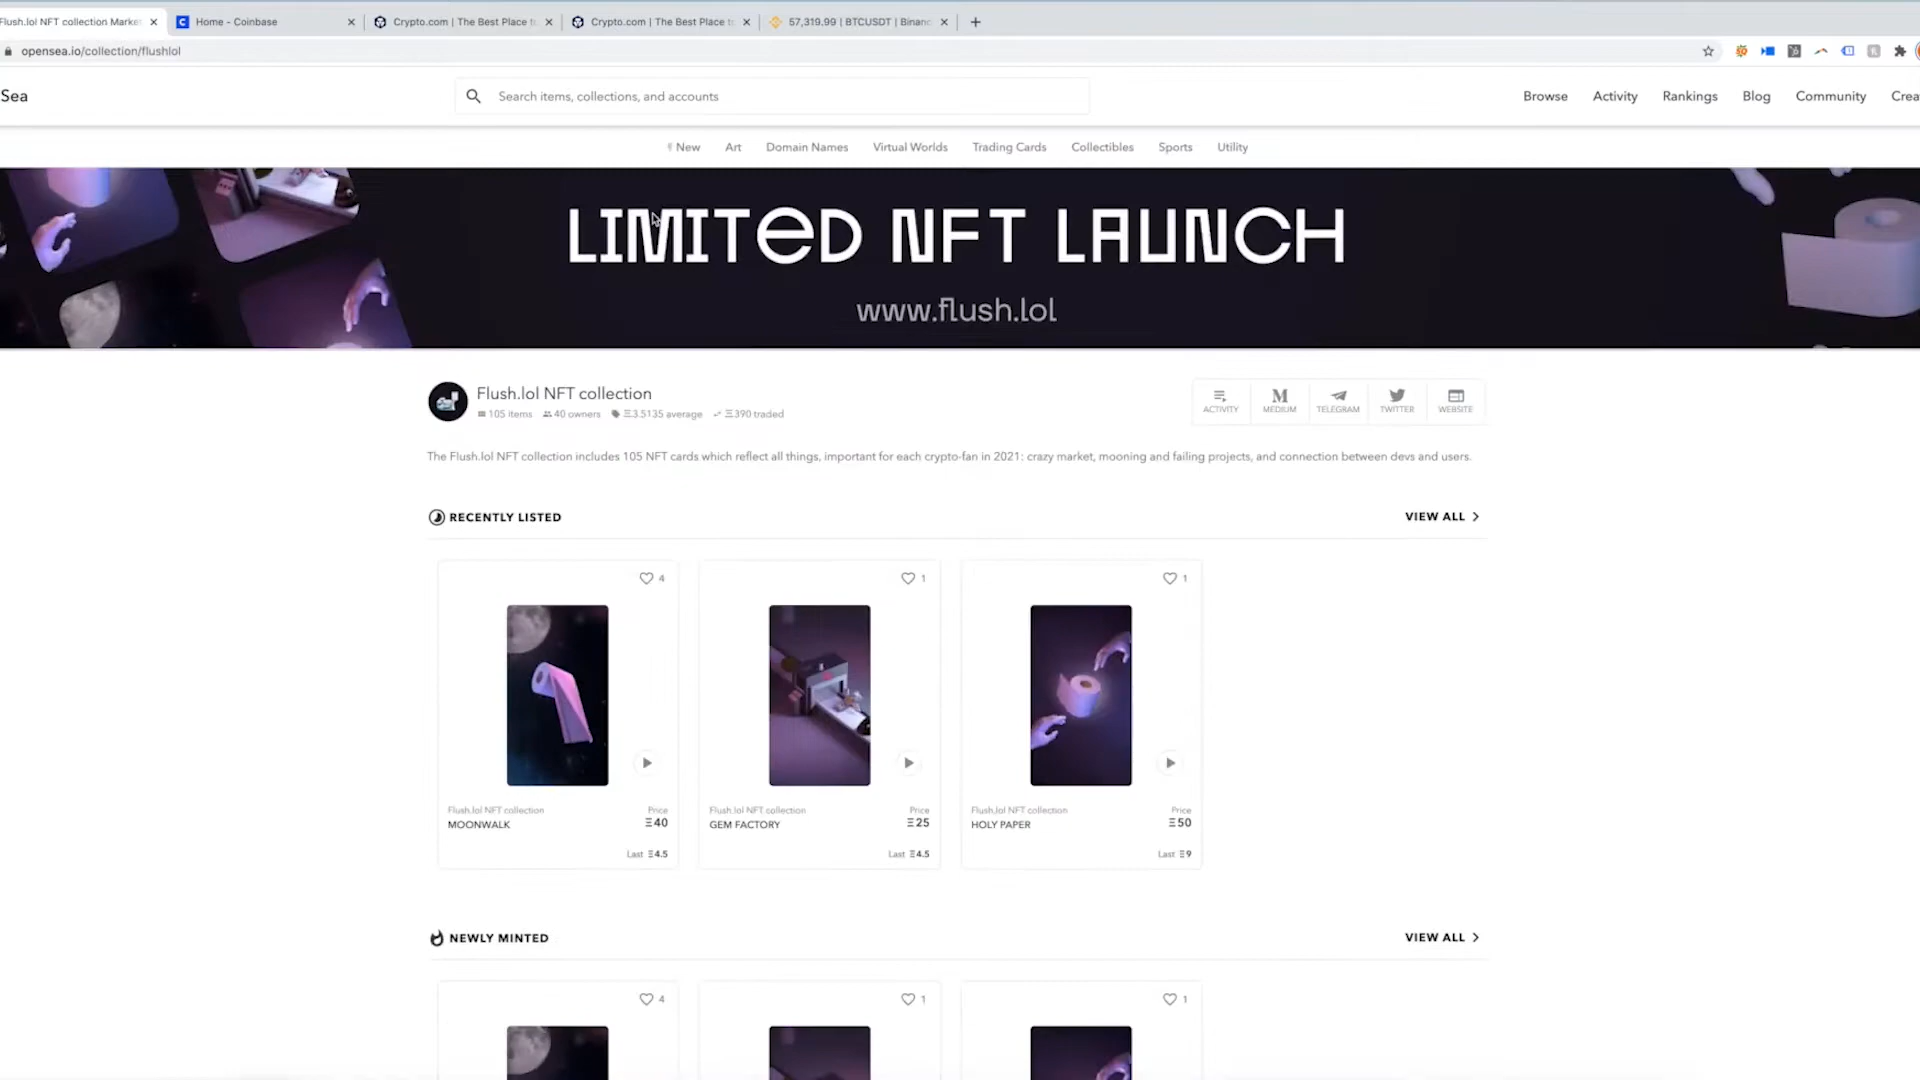 Flush.lol NFT collection Market
Home - Coinbase
Crypto.com | The Best Place t
Crypto.com | The Best Place t
57,319.99 | BTCUSDT | Binanc
opensea.io/collection/flushlol
Sea
Search items, collections, and accounts
Browse
Activity
Rankings
Blog
Community
Crea
New
Art
Domain Names
Virtual Worlds
Trading Cards
Collectibles
Sports
Utility
LIMITED NFT LAUNCH
www.flush.lol
Flush.lol NFT collection
105 items 40 owners Ξ3.5135 average Ξ390 traded
ACTIVITY
MEDIUM
TELEGRAM
TWITTER
WEBSITE
The Flush.lol NFT collection includes 105 NFT cards which reflect all things, important for each crypto-fan in 2021: crazy market, mooning and failing projects, and connection between devs and users.
RECENTLY LISTED
VIEW ALL
4
Flush.lol NFT collection
Price
MOONWALK
Ξ40
Last Ξ4.5
1
Flush.lol NFT collection
Price
GEM FACTORY
Ξ25
Last Ξ4.5
1
Flush.lol NFT collection
Price
HOLY PAPER
Ξ50
Last Ξ9
NEWLY MINTED
VIEW ALL
4
1
1